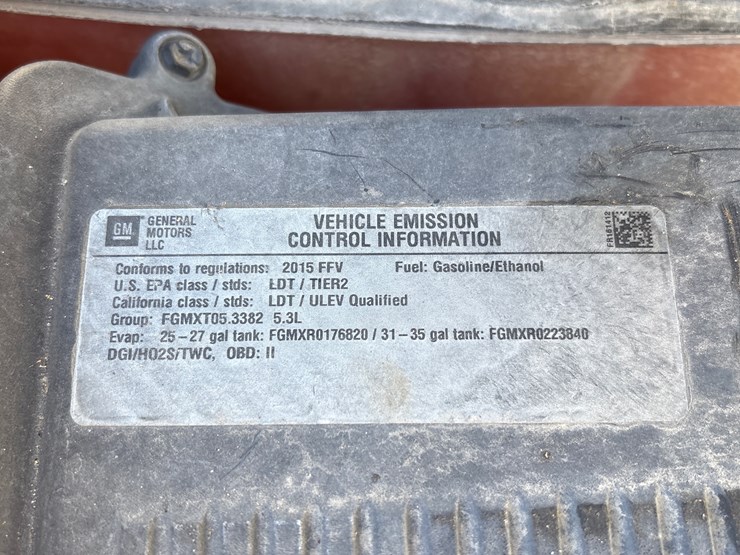 GM GENERAL MOTORS LLC
VEHICLE EMISSION
CONTROL INFORMATION
Conforms to regulations: 2015 FFV Fuel: Gasoline/Ethanol
U.S. EPA class / stds: LDT / TIER2
California class / stds: LDT / ULEV Qualified
Group: FGMXT05.3382 5.3L
Evap: 25-27 gal tank: FGMXR0176820 / 31-35 gal tank: FGMXR0223840
DGI/HO2S/TWC, OBD: II